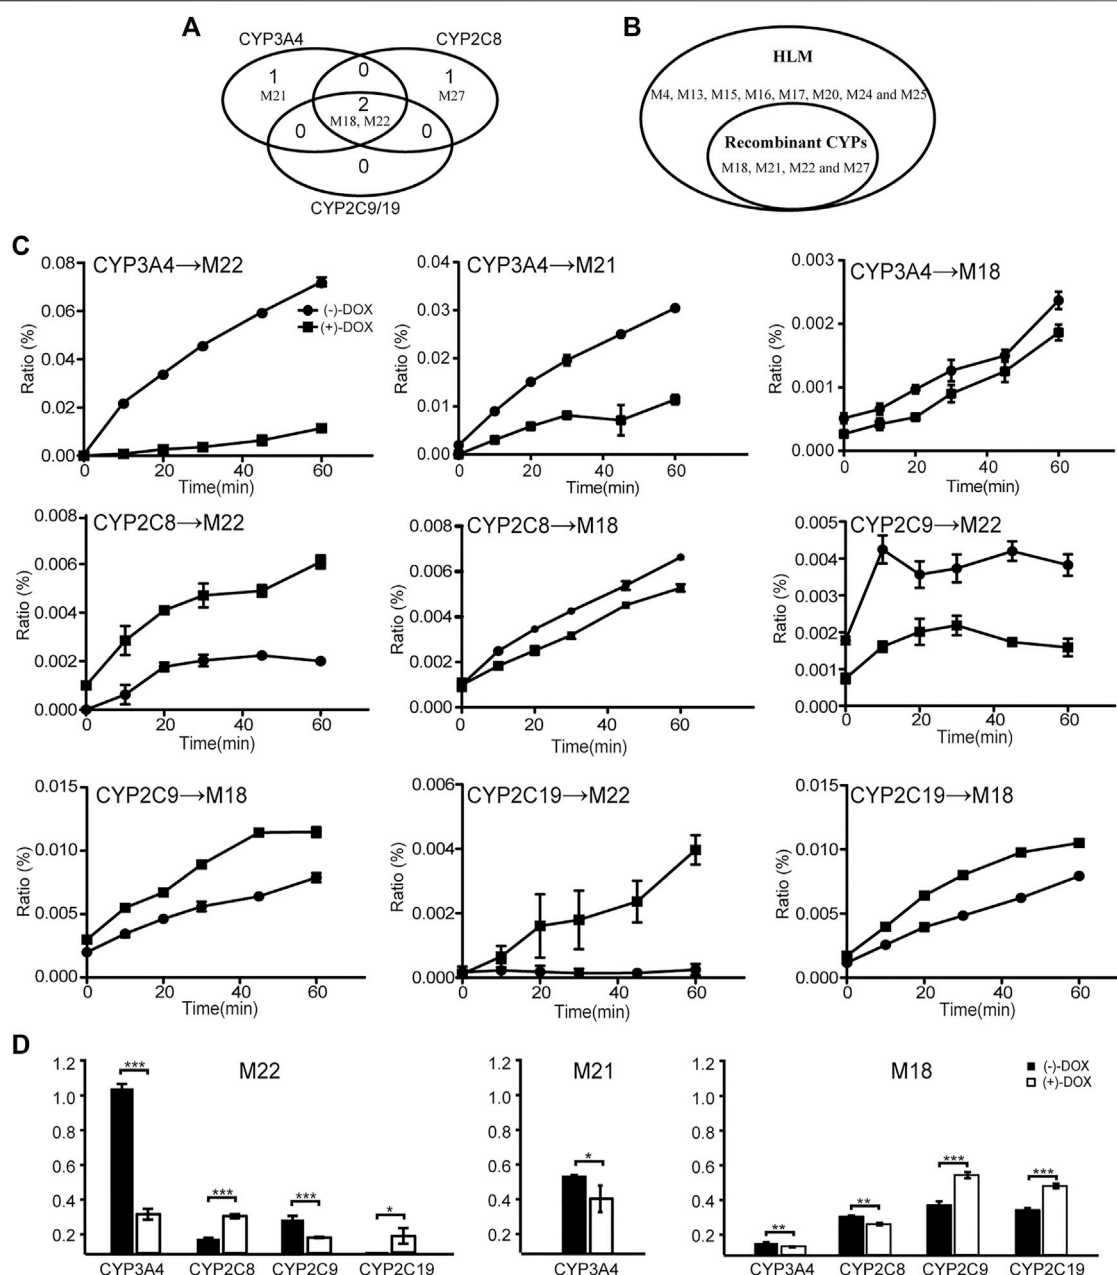 A
CYP3A4
CYP2C8
0
1
M21
1
M27
2
M18, M22
0
0
0
CYP2C9/19
B
HLM
M4, M13, M15, M16, M17, M20, M24 and M25
Recombinant CYPs
M18, M21, M22 and M27
C
CYP3A4→M22
Ratio (%)
0.08
0.06
0.04
0.02
0.00
(-)-DOX
(+)-DOX
0 20 40 60
Time(min)
CYP3A4→M21
Ratio (%)
0.04
0.03
0.02
0.01
0.00
0 20 40 60
Time(min)
CYP3A4→M18
Ratio (%)
0.003
0.002
0.001
0.000
0 20 40 60
Time(min)
CYP2C8→M22
Ratio (%)
0.008
0.006
0.004
0.002
0.000
0 20 40 60
Time(min)
CYP2C8→M18
Ratio (%)
0.008
0.006
0.004
0.002
0.000
0 20 40 60
Time(min)
CYP2C9→M22
Ratio (%)
0.005
0.004
0.003
0.002
0.001
0.000
0 20 40 60
Time(min)
CYP2C9→M18
Ratio (%)
0.015
0.010
0.005
0.000
0 20 40 60
Time(min)
CYP2C19→M22
Ratio (%)
0.006
0.004
0.002
0.000
0 20 40 60
Time(min)
CYP2C19→M18
Ratio (%)
0.015
0.010
0.005
0.000
0 20 40 60
Time(min)
D
M22
1.2
1.0
0.8
0.6
0.4
0.2
***
***
***
*
CYP3A4 CYP2C8 CYP2C9 CYP2C19
M21
1.2
1.0
0.8
0.6
0.4
0.2
*
CYP3A4
M18
(-)-DOX
(+)-DOX
1.2
1.0
0.8
0.6
0.4
0.2
**
**
***
***
CYP3A4 CYP2C8 CYP2C9 CYP2C19